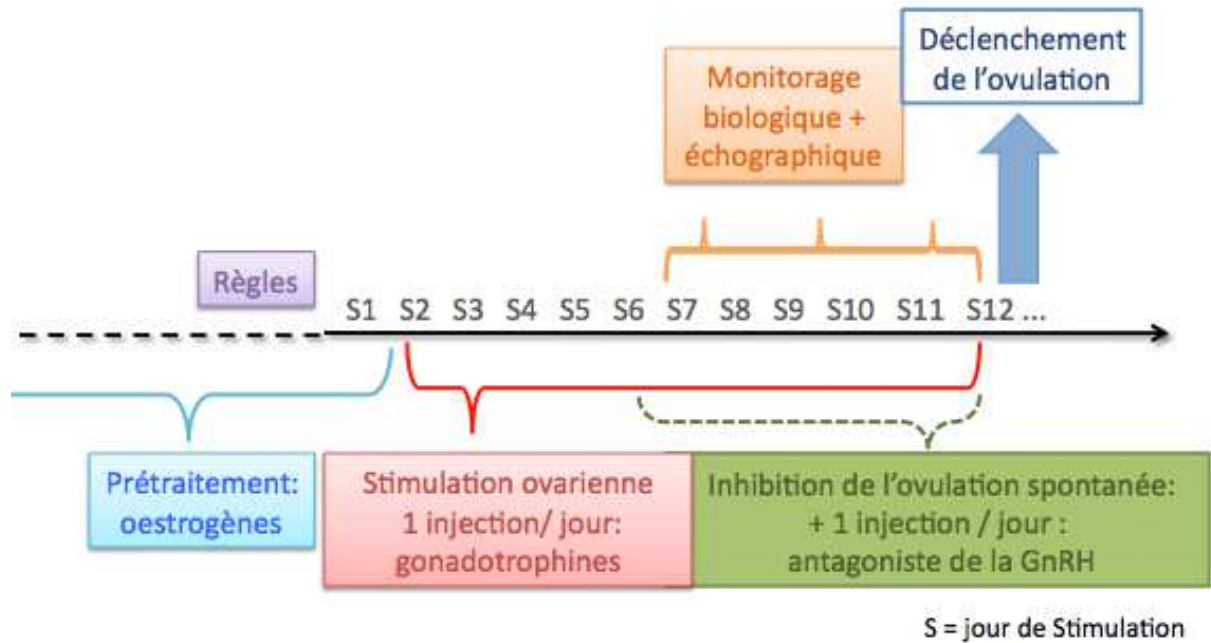 Déclenchement
de l'ovulation
Monitorage
biologique +
échographique
Règles
S1 S2 S3 S4 S5 S6 S7 S8 S9 S10 S11 S12 ...
Prétraitement:
oestrogènes
Stimulation ovarienne
1 injection/ jour:
gonadotrophines
Inhibition de l'ovulation spontanée:
+ 1 injection / jour :
antagoniste de la GnRH
S = jour de Stimulation